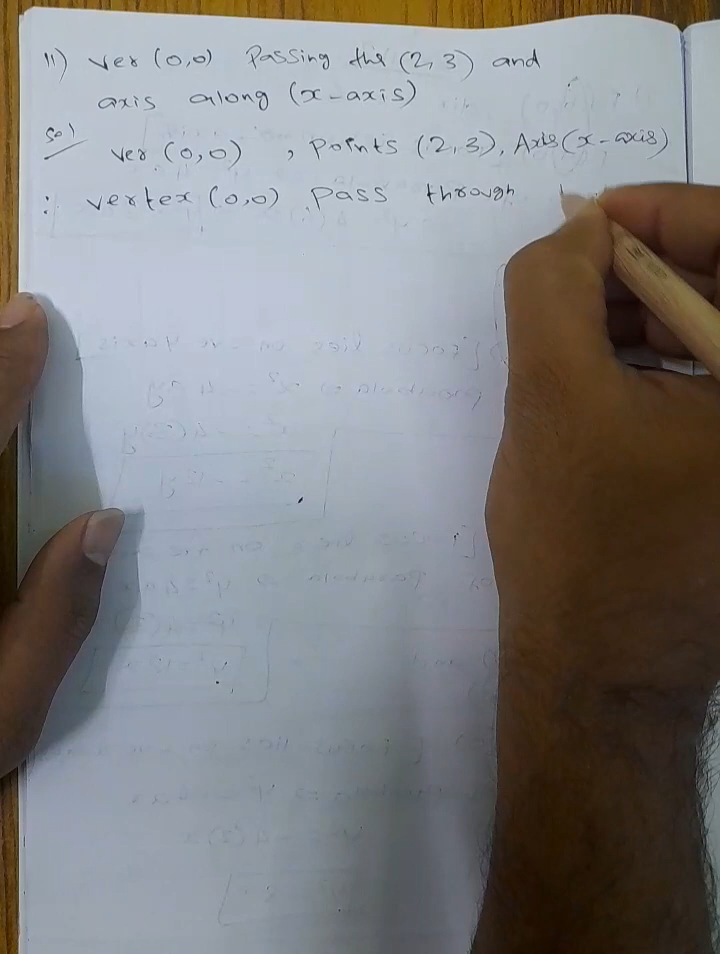 11) ver (0,0) Passing thr (2,3) and
axis along (x-axis)
Sol
ver (0,0) , Points (2,3), Axis (x-axis)
: vertex (0,0) pass through